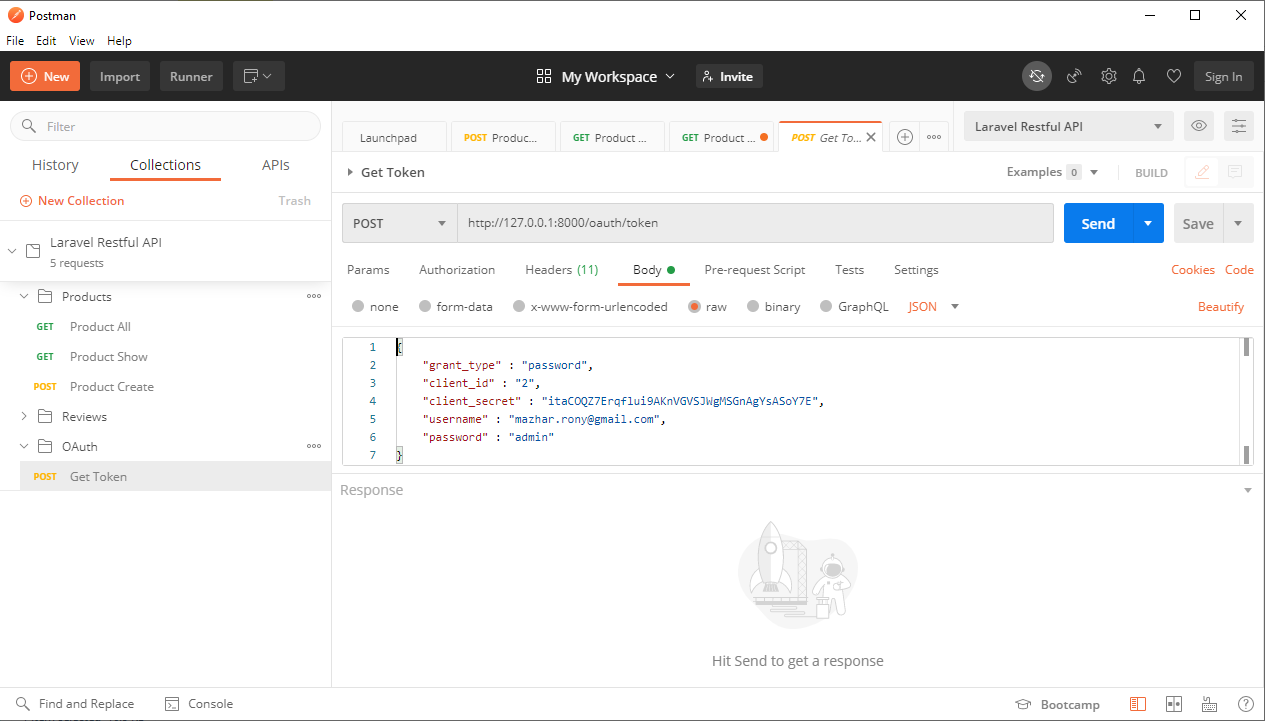 Postman
File Edit View Help
New Import Runner My Workspace Invite Sign In
Filter
History Collections APIs
New Collection Trash
Laravel Restful API
5 requests
Products
GET Product All
GET Product Show
POST Product Create
Reviews
OAuth
POST Get Token
Launchpad POST Produc... GET Product ... GET Product ... POST Get To... Laravel Restful API
Get Token Examples 0 BUILD
POST http://127.0.0.1:8000/oauth/token Send Save
Params Authorization Headers (11) Body Pre-request Script Tests Settings Cookies Code
none form-data x-www-form-urlencoded raw binary GraphQL JSON Beautify
1 {
2 "grant_type" : "password",
3 "client_id" : "2",
4 "client_secret" : "itaCOQZ7Erqflui9AKnVGVSJWgMSGnAgYsASoY7E",
5 "username" : "mazhar.rony@gmail.com",
6 "password" : "admin"
7 }
Response
Hit Send to get a response
Find and Replace Console Bootcamp